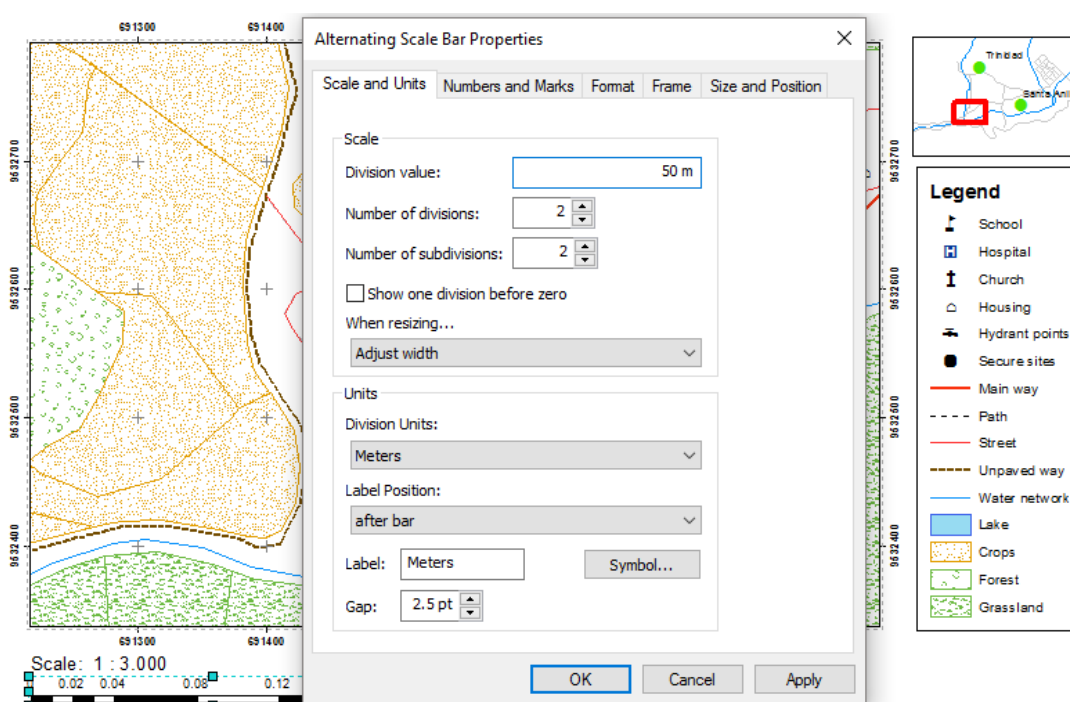 691300 691400
Alternating Scale Bar Properties
Scale and Units Numbers and Marks Format Frame Size and Position
Scale
Division value: 50 m
Number of divisions: 2
Number of subdivisions: 2
Show one division before zero
When resizing...
Adjust width
Units
Division Units:
Meters
Label Position:
after bar
Label: Meters Symbol...
Gap: 2.5 pt
OK Cancel Apply
9632700
9632600
9632500
9632400
9632700
9632600
9632500
9632400
691300 691400
Scale: 1 : 3.000
0.02 0.04 0.08 0.12
Trinidad
Legend
School
Hospital
Church
Housing
Hydrant points
Secure sites
Main way
Path
Street
Unpaved way
Water network
Lake
Crops
Forest
Grassland